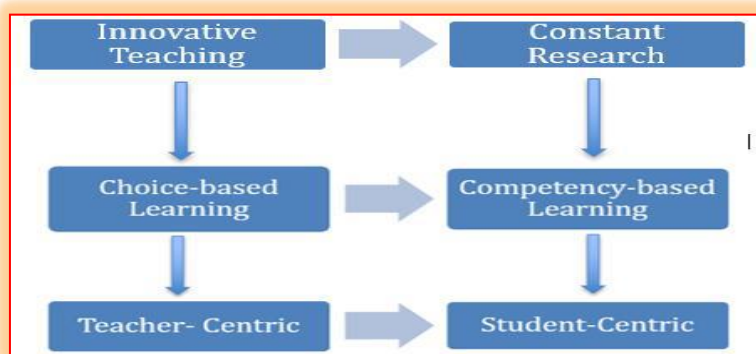 Innovative
Teaching
Constant
Research
Choice-based
Learning
Competency-based
Learning
Teacher- Centric
Student-Centric